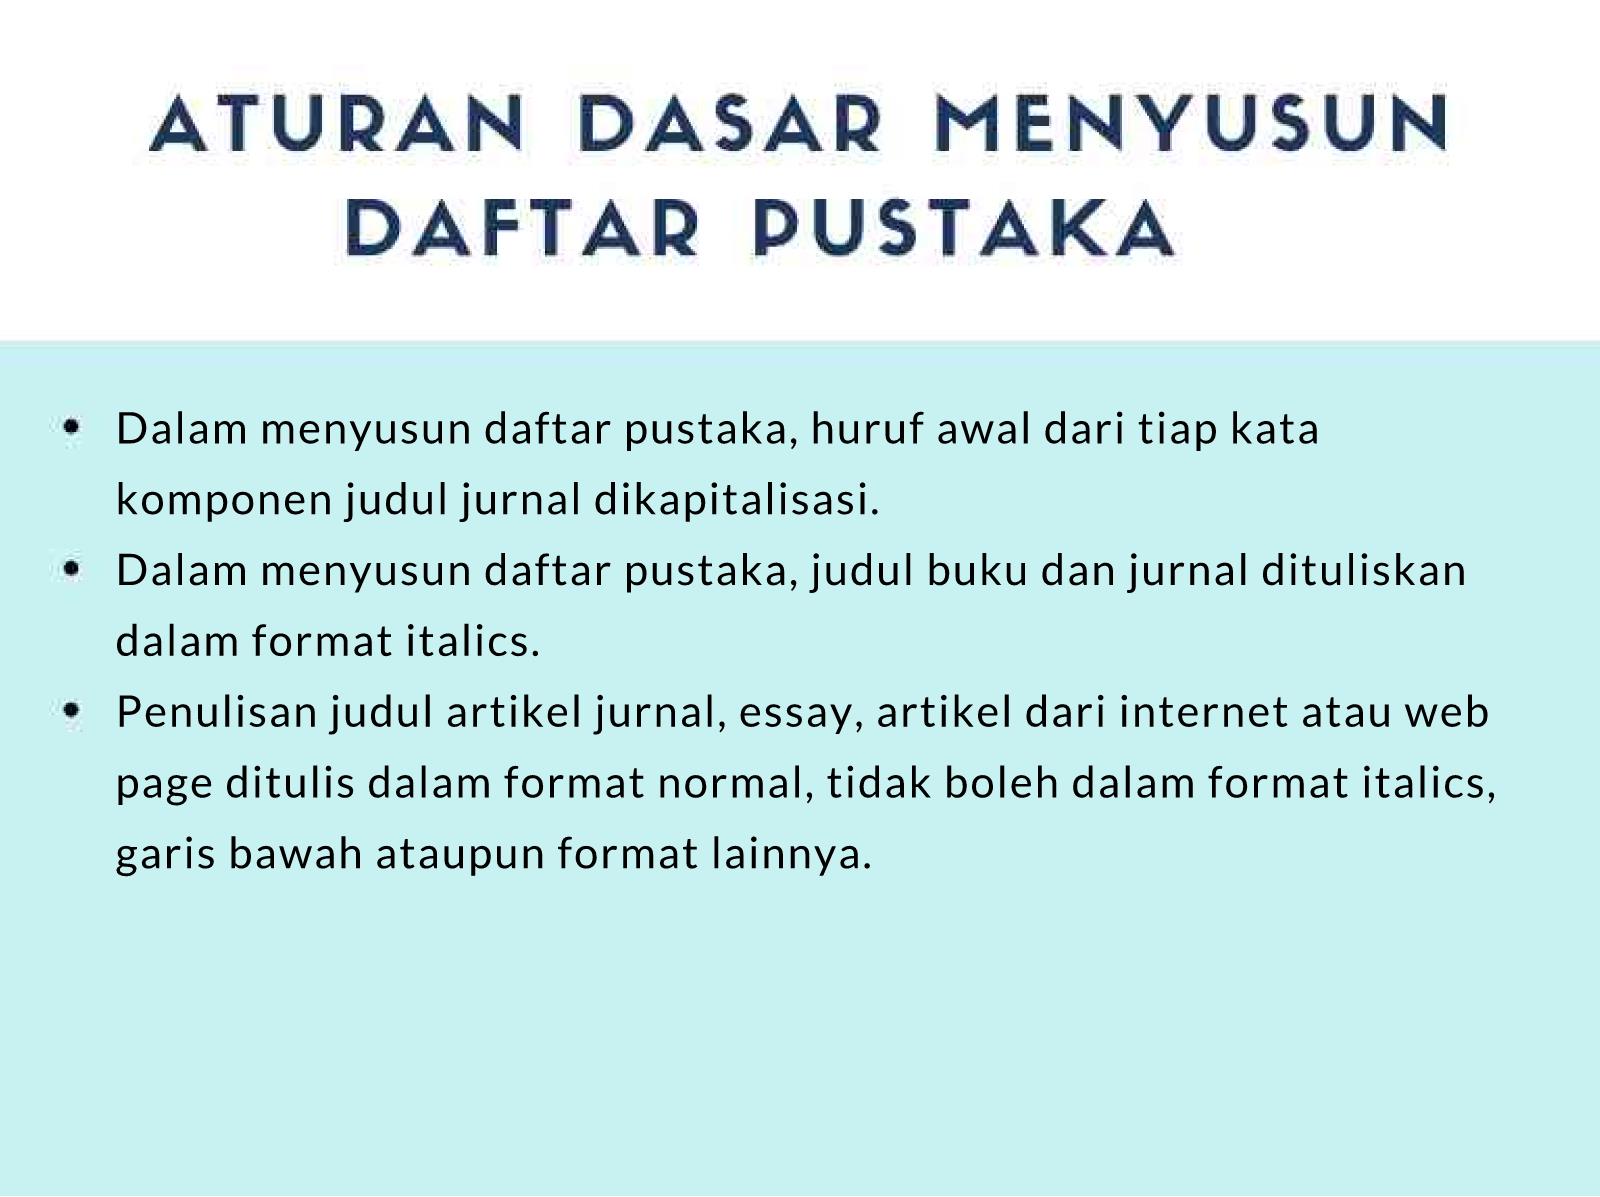 ATURAN DASAR MENYUSUN
DAFTAR PUSTAKA
• Dalam menyusun daftar pustaka, huruf awal dari tiap kata
komponen judul jurnal dikapitalisasi.
• Dalam menyusun daftar pustaka, judul buku dan jurnal dituliskan
dalam format italics.
• Penulisan judul artikel jurnal, essay, artikel dari internet atau web
page ditulis dalam format normal, tidak boleh dalam format italics,
garis bawah ataupun format lainnya.